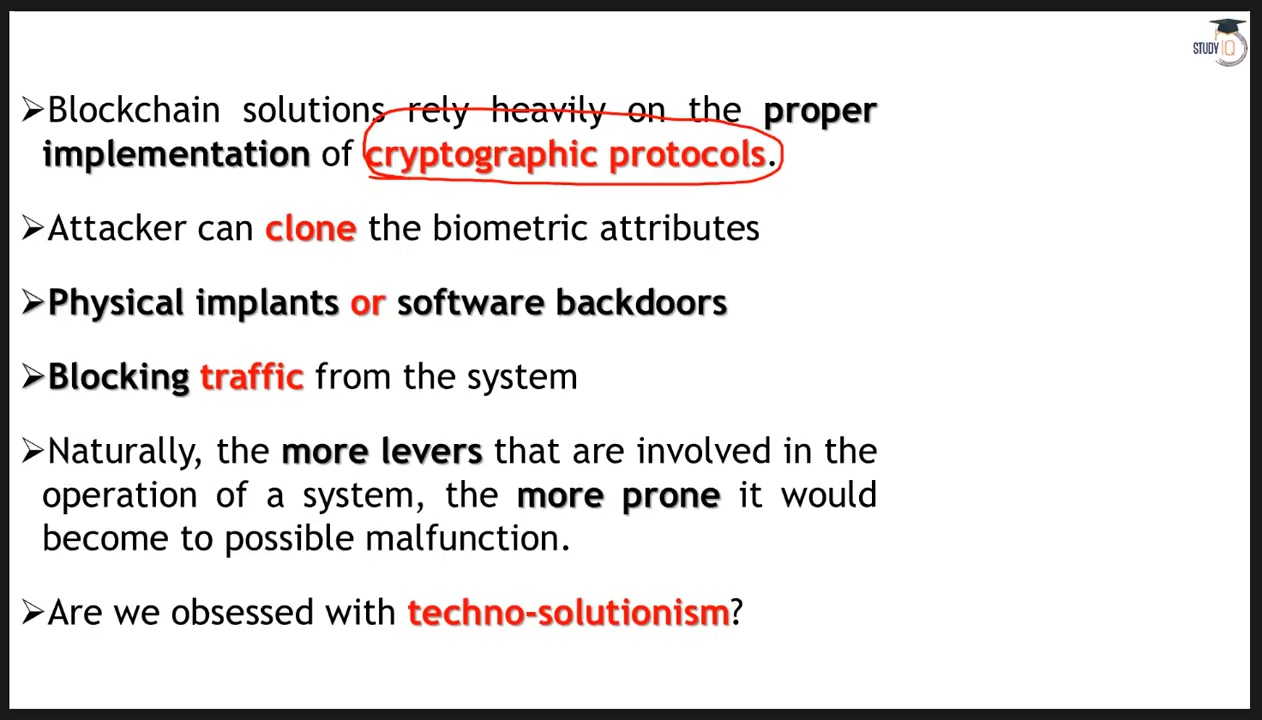 STUDY IQ
➢Blockchain solutions rely heavily on the proper
implementation of cryptographic protocols.
➢Attacker can clone the biometric attributes
➢Physical implants or software backdoors
➢Blocking traffic from the system
➢Naturally, the more levers that are involved in the
operation of a system, the more prone it would
become to possible malfunction.
➢Are we obsessed with techno-solutionism?